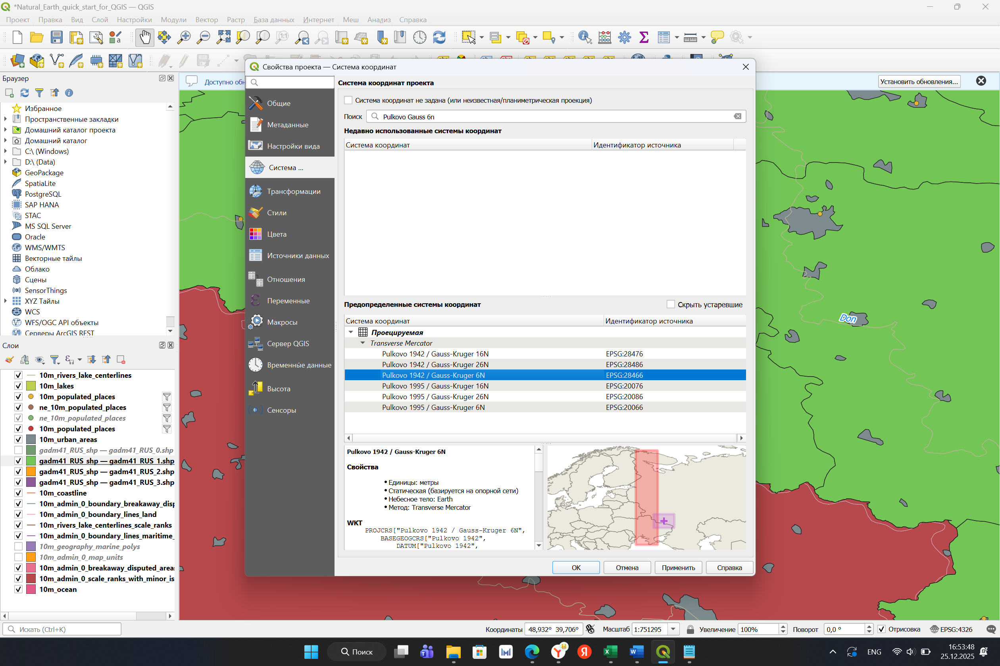 *Natural_Earth_quick_start_for_QGIS — QGIS
Проект Правка Вид Слой Настройки Модули Вектор Растр База данных Интернет Меш Анализ Справка
Браузер
Избранное
Пространственные закладки
Домашний каталог проекта
Домашний каталог
C:\ (Windows)
D:\ (Data)
GeoPackage
SpatiaLite
PostgreSQL
SAP HANA
STAC
MS SQL Server
Oracle
WMS/WMTS
Векторные тайлы
Облако
Сцены
SensorThings
XYZ Тайлы
WCS
WFS/OGC API объекты
Серверы ArcGIS REST
Слои
10m_rivers_lake_centerlines
10m_lakes
10m_populated_places
ne_10m_populated_places
ne_10m_populated_places
10m_populated_places
10m_urban_areas
gadm41_RUS_shp — gadm41_RUS_0.shp
gadm41_RUS_shp — gadm41_RUS_1.shp
gadm41_RUS_shp — gadm41_RUS_2.shp
gadm41_RUS_shp — gadm41_RUS_3.shp
10m_coastline
10m_admin_0_boundary_breakaway_disp
10m_admin_0_boundary_lines_land
10m_rivers_lake_centerlines_scale_ranks
10m_admin_0_boundary_lines_maritime_
10m_geography_marine_polys
10m_admin_0_map_units
10m_admin_0_breakaway_disputed_areas
10m_admin_0_scale_ranks_with_minor_is
10m_ocean
Доступно обн
Установить обновления...
Свойства проекта — Система координат
Общие
Метаданные
Настройки вида
Система ...
Трансформации
Стили
Цвета
Источники данных
Отношения
Переменные
Макросы
Сервер QGIS
Временные данные
Высота
Сенсоры
Система координат проекта
Система координат не задана (или неизвестная/планиметрическая проекция)
Поиск Pulkovo Gauss 6n
Недавно использованные системы координат
Система координат Идентификатор источника
Предопределенные системы координат Скрыть устаревшие
Система координат Идентификатор источника
Проецируемая
Transverse Mercator
Pulkovo 1942 / Gauss-Kruger 16N EPSG:28476
Pulkovo 1942 / Gauss-Kruger 26N EPSG:28486
Pulkovo 1942 / Gauss-Kruger 6N EPSG:28466
Pulkovo 1995 / Gauss-Kruger 16N EPSG:20076
Pulkovo 1995 / Gauss-Kruger 26N EPSG:20086
Pulkovo 1995 / Gauss-Kruger 6N EPSG:20066
Pulkovo 1942 / Gauss-Kruger 6N
Свойства
• Единицы: метры
• Статическая (базируется на опорной сети)
• Небесное тело: Earth
• Метод: Transverse Mercator
WKT
PROJCRS["Pulkovo 1942 / Gauss-Kruger 6N",
BASEGEOGCRS["Pulkovo 1942",
DATUM["Pulkovo 1942",
OK Отмена Применить Справка
Don
Искать (Ctrl+K)
Координаты 48,932° 39,706° Масштаб 1:751295 Увеличение 100% Поворот 0,0 ° Отрисовка EPSG:4326
Поиск
ENG
16:53:48
25.12.2025